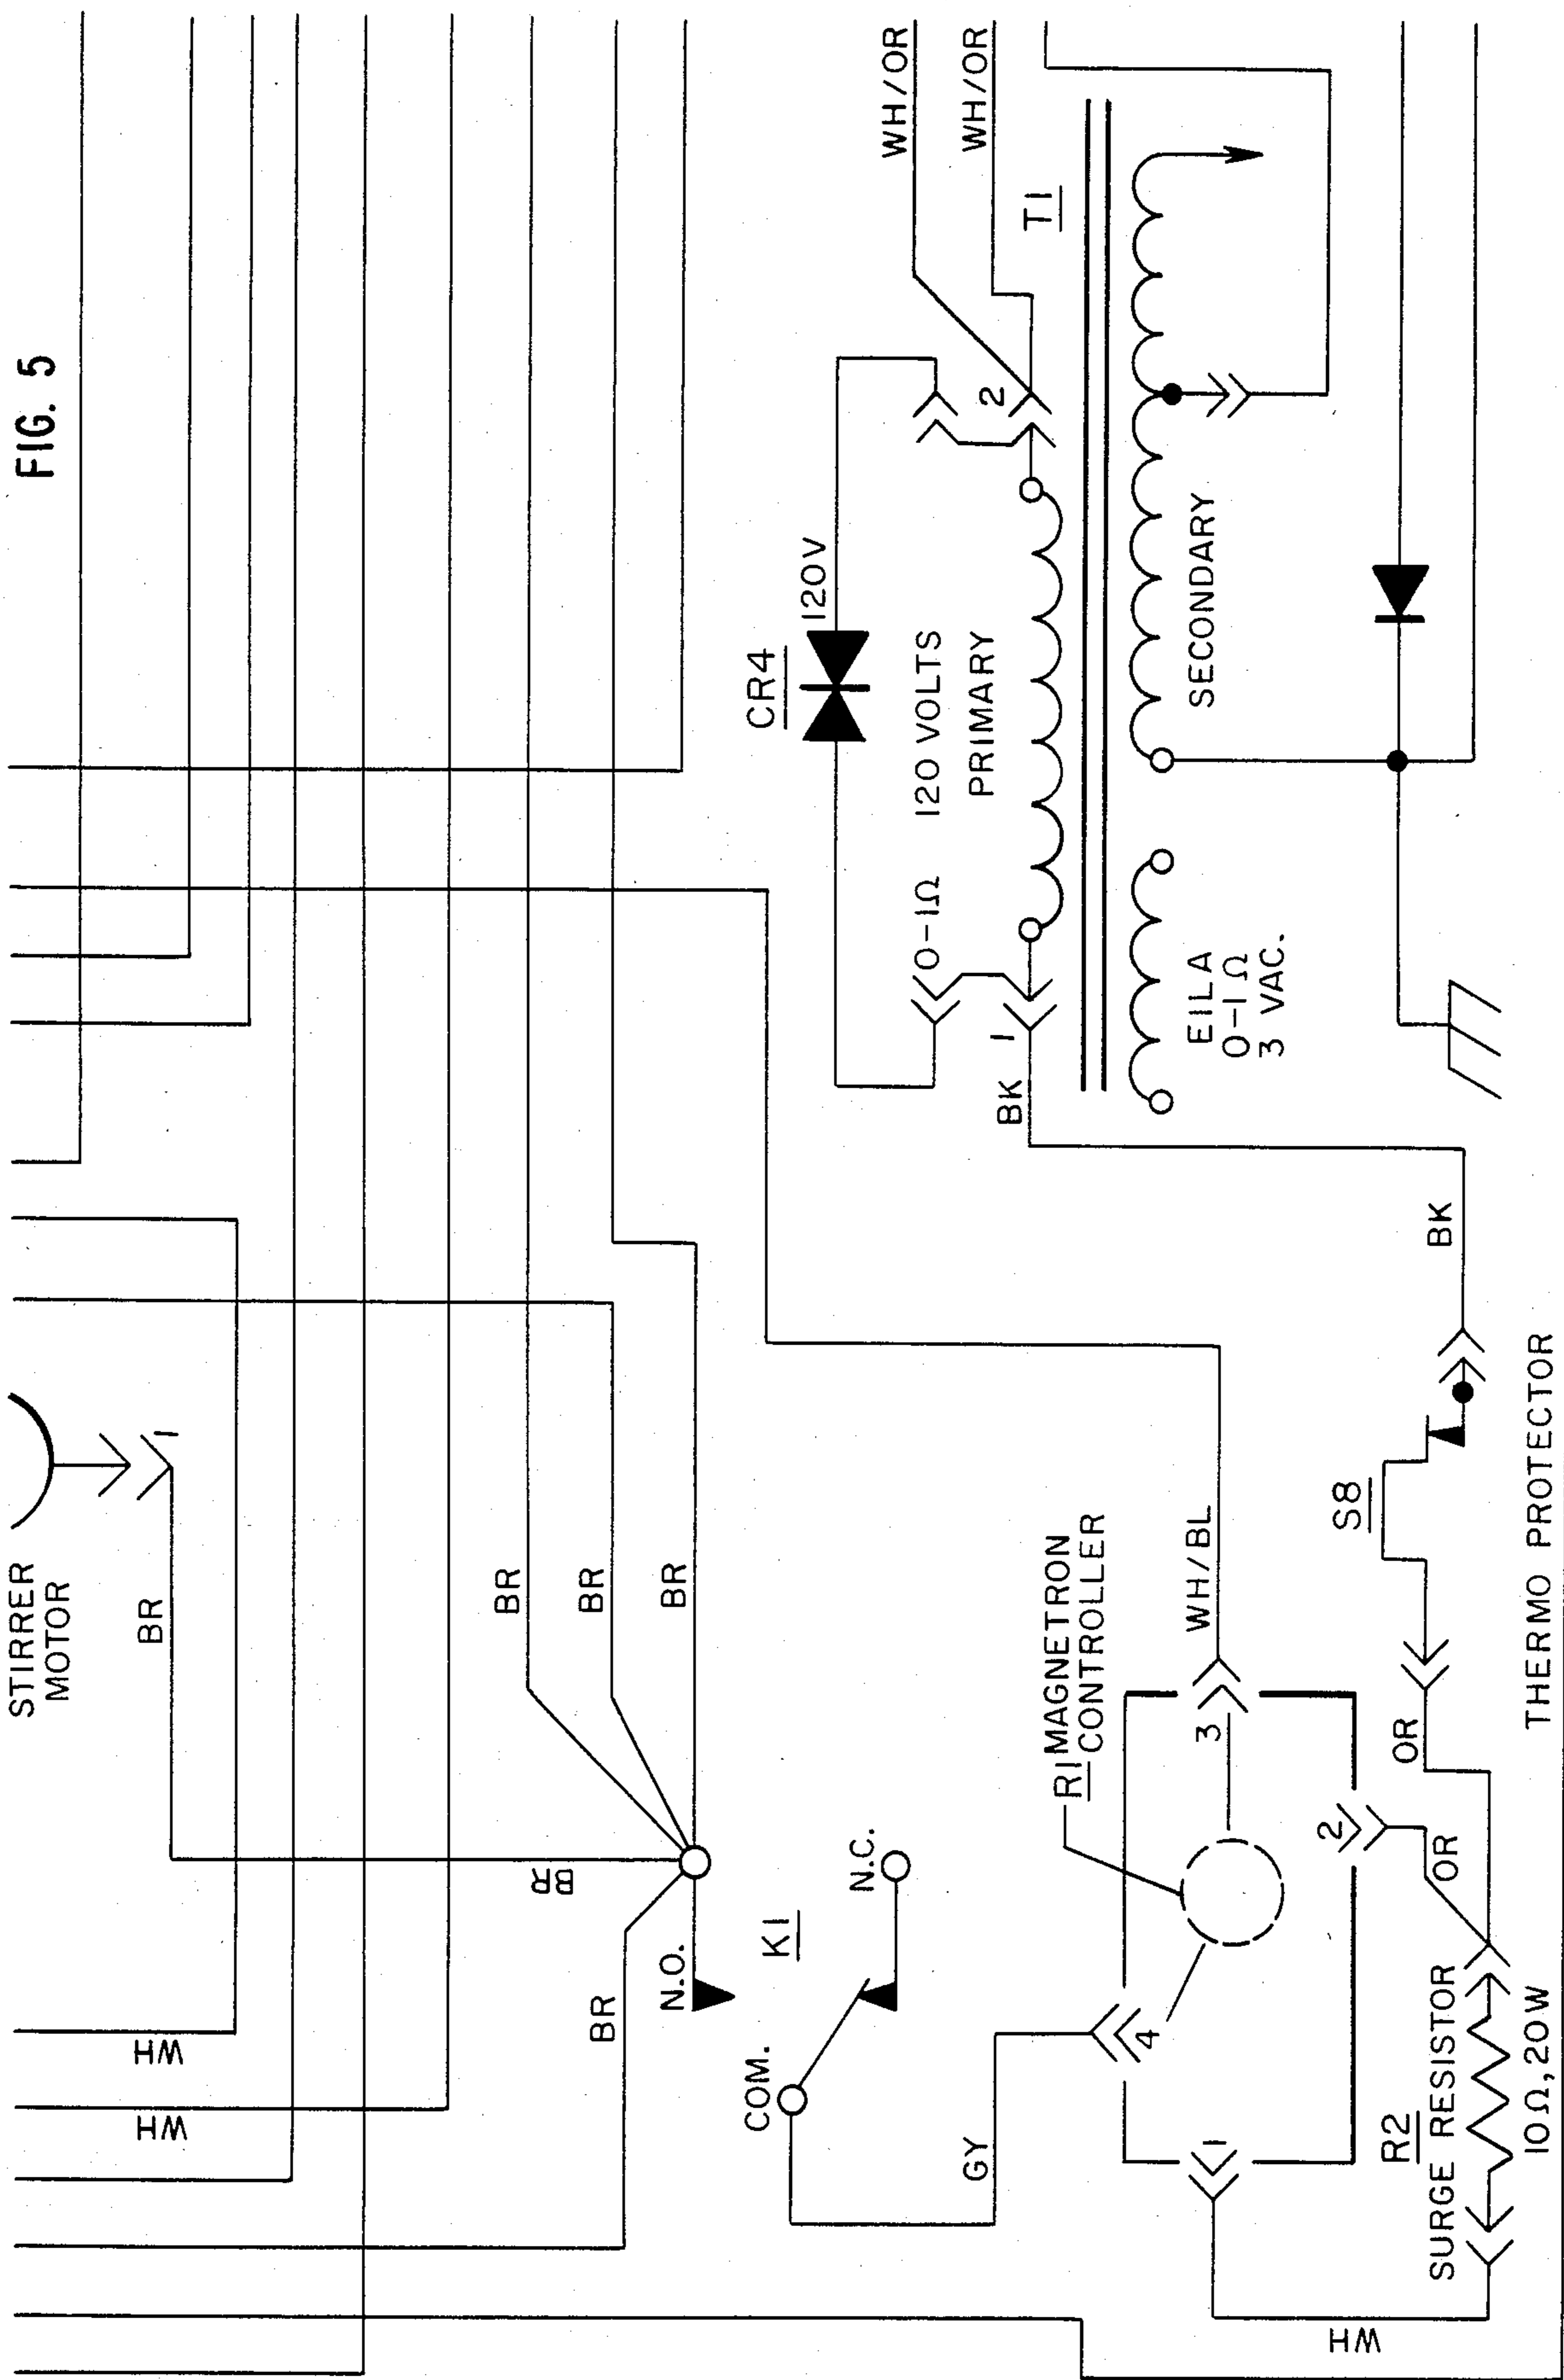 FIG. 5
STIRRER
MOTOR
1
BR
WH
WH
BR
BR
BR
BR
BR
N.O.
K1
COM.
N.C.
GY
R1 MAGNETRON
CONTROLLER
WH/BL
1
2
3
4
OR
OR
R2
SURGE RESISTOR
10Ω, 20W
WH
S8
THERMO PROTECTOR
BK
BK
1
CR4
120V
0-1Ω 120 VOLTS
PRIMARY
2
WH/OR
WH/OR
T1
SECONDARY
EILA
0-1Ω
3 VAC.